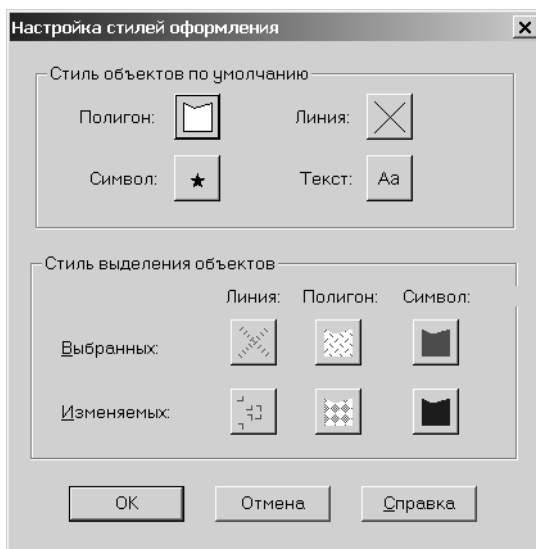 Настройка стилей оформления
Стиль объектов по умолчанию
Полигон: Линия:
Символ: Текст: Aa
Стиль выделения объектов
Линия: Полигон: Символ:
Выбранных:
Изменяемых:
OK Отмена Справка